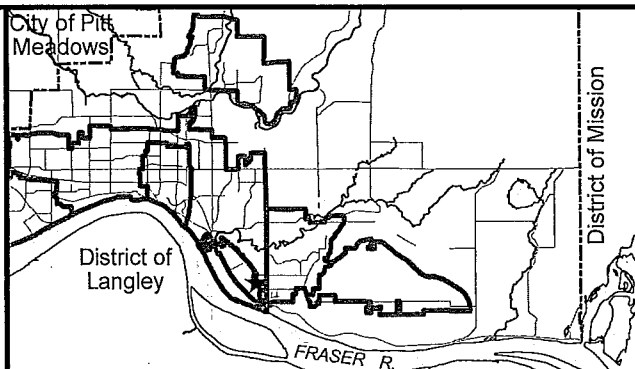 City of Pitt
Meadows
District of Mission
District of
Langley
FRASER R.